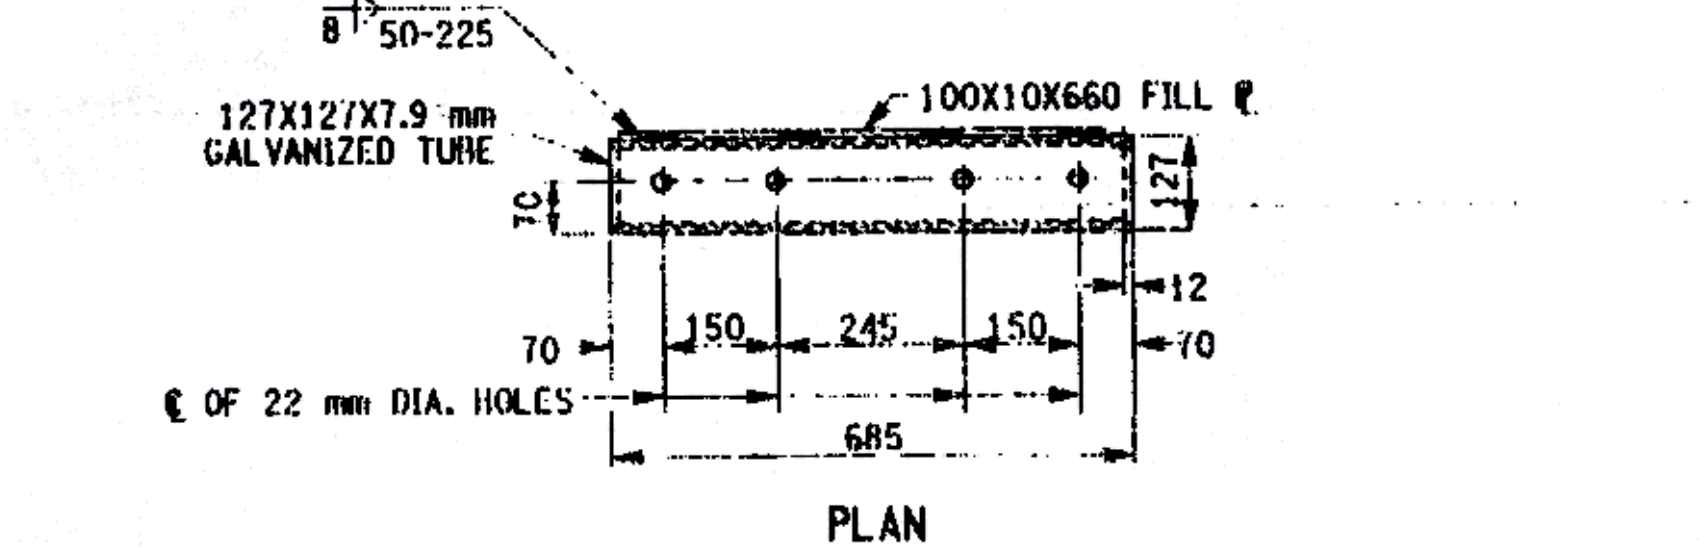 8 50-225
127X127X7.9 mm
GALVANIZED TUBE
100X10X660 FILL ⅊
70
127
12
70 150 245 150 70
℄ OF 22 mm DIA. HOLES
685
PLAN